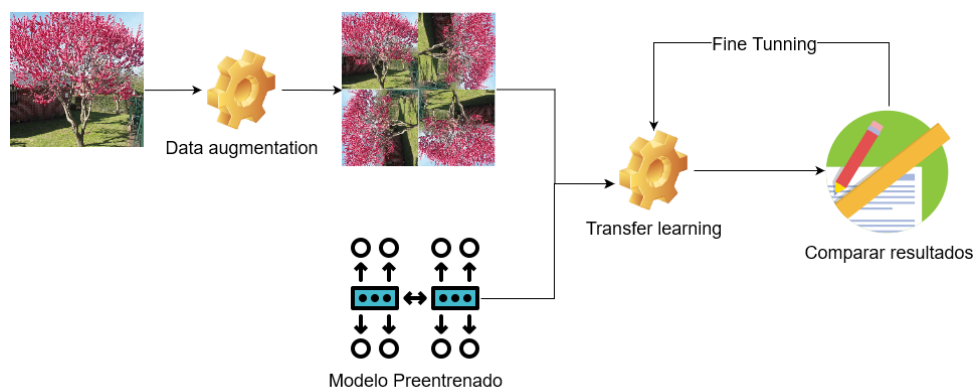 Fine Tunning
Data augmentation
Transfer learning
Comparar resultados
Modelo Preentrenado